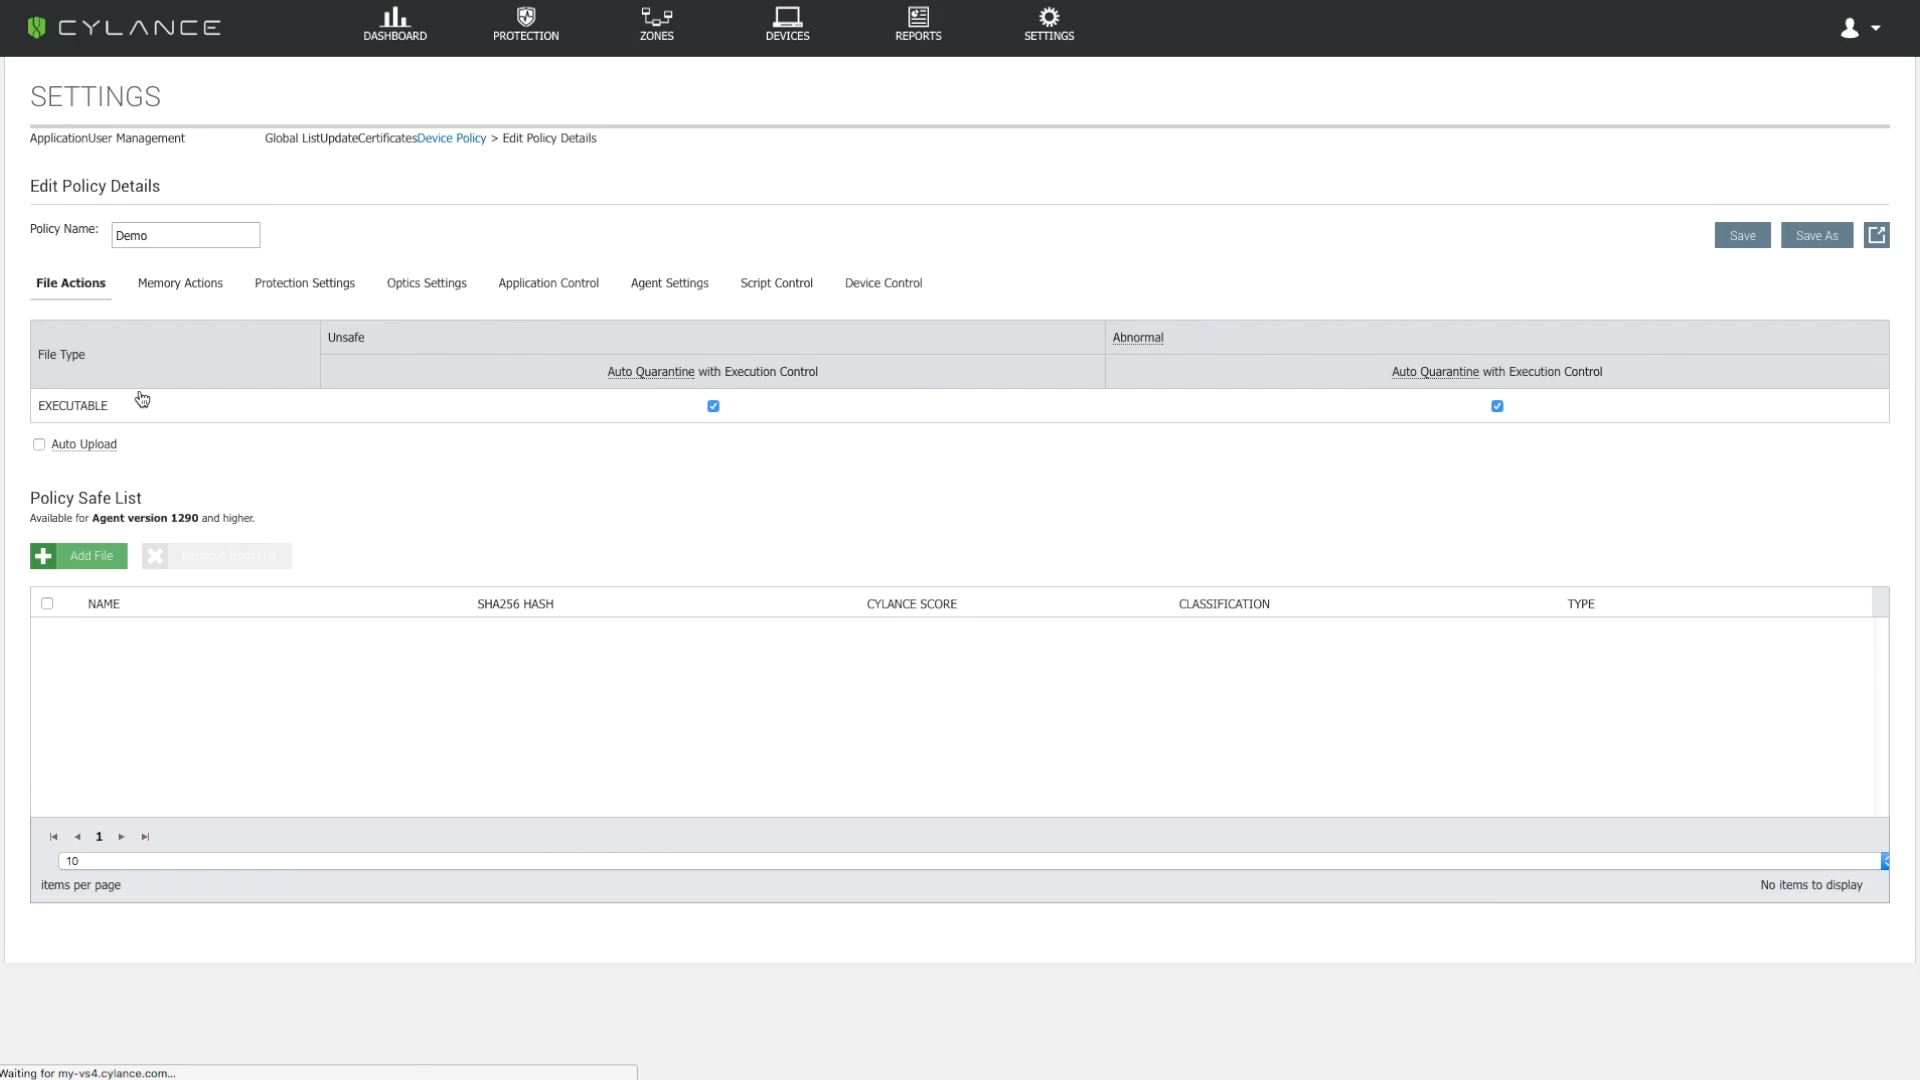 CYLANCE
DASHBOARD
PROTECTION
ZONES
DEVICES
REPORTS
SETTINGS
SETTINGS
ApplicationUser Management Global ListUpdateCertificatesDevice Policy > Edit Policy Details
Edit Policy Details
Policy Name: Demo
Save Save As
File Actions Memory Actions Protection Settings Optics Settings Application Control Agent Settings Script Control Device Control
File Type Unsafe Abnormal
Auto Quarantine with Execution Control Auto Quarantine with Execution Control
EXECUTABLE
Auto Upload
Policy Safe List
Available for Agent version 1290 and higher.
Add File Remove from List
NAME SHA256 HASH CYLANCE SCORE CLASSIFICATION TYPE
1
10
items per page No items to display
Waiting for my-vs4.cylance.com...